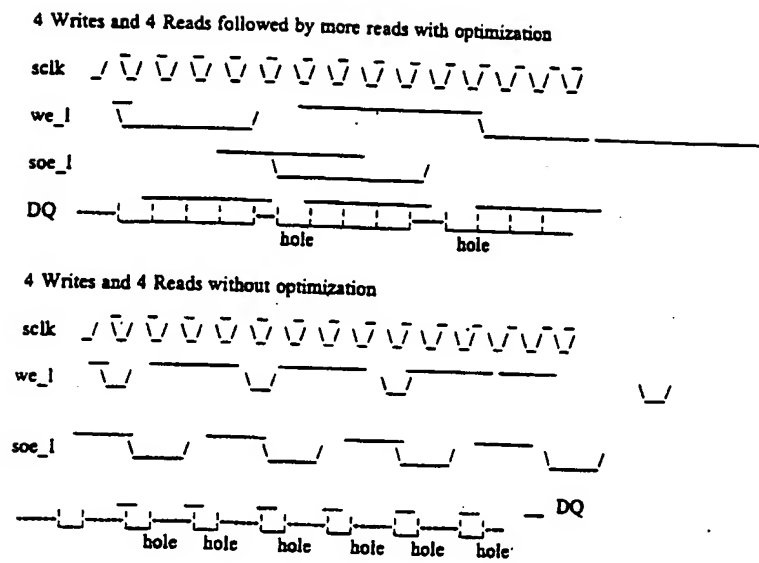 4 Writes and 4 Reads followed by more reads with optimization
sclk
we_l
soe_l
DQ
hole hole
4 Writes and 4 Reads without optimization
sclk
we_l
soe_l
DQ
hole hole hole hole hole hole